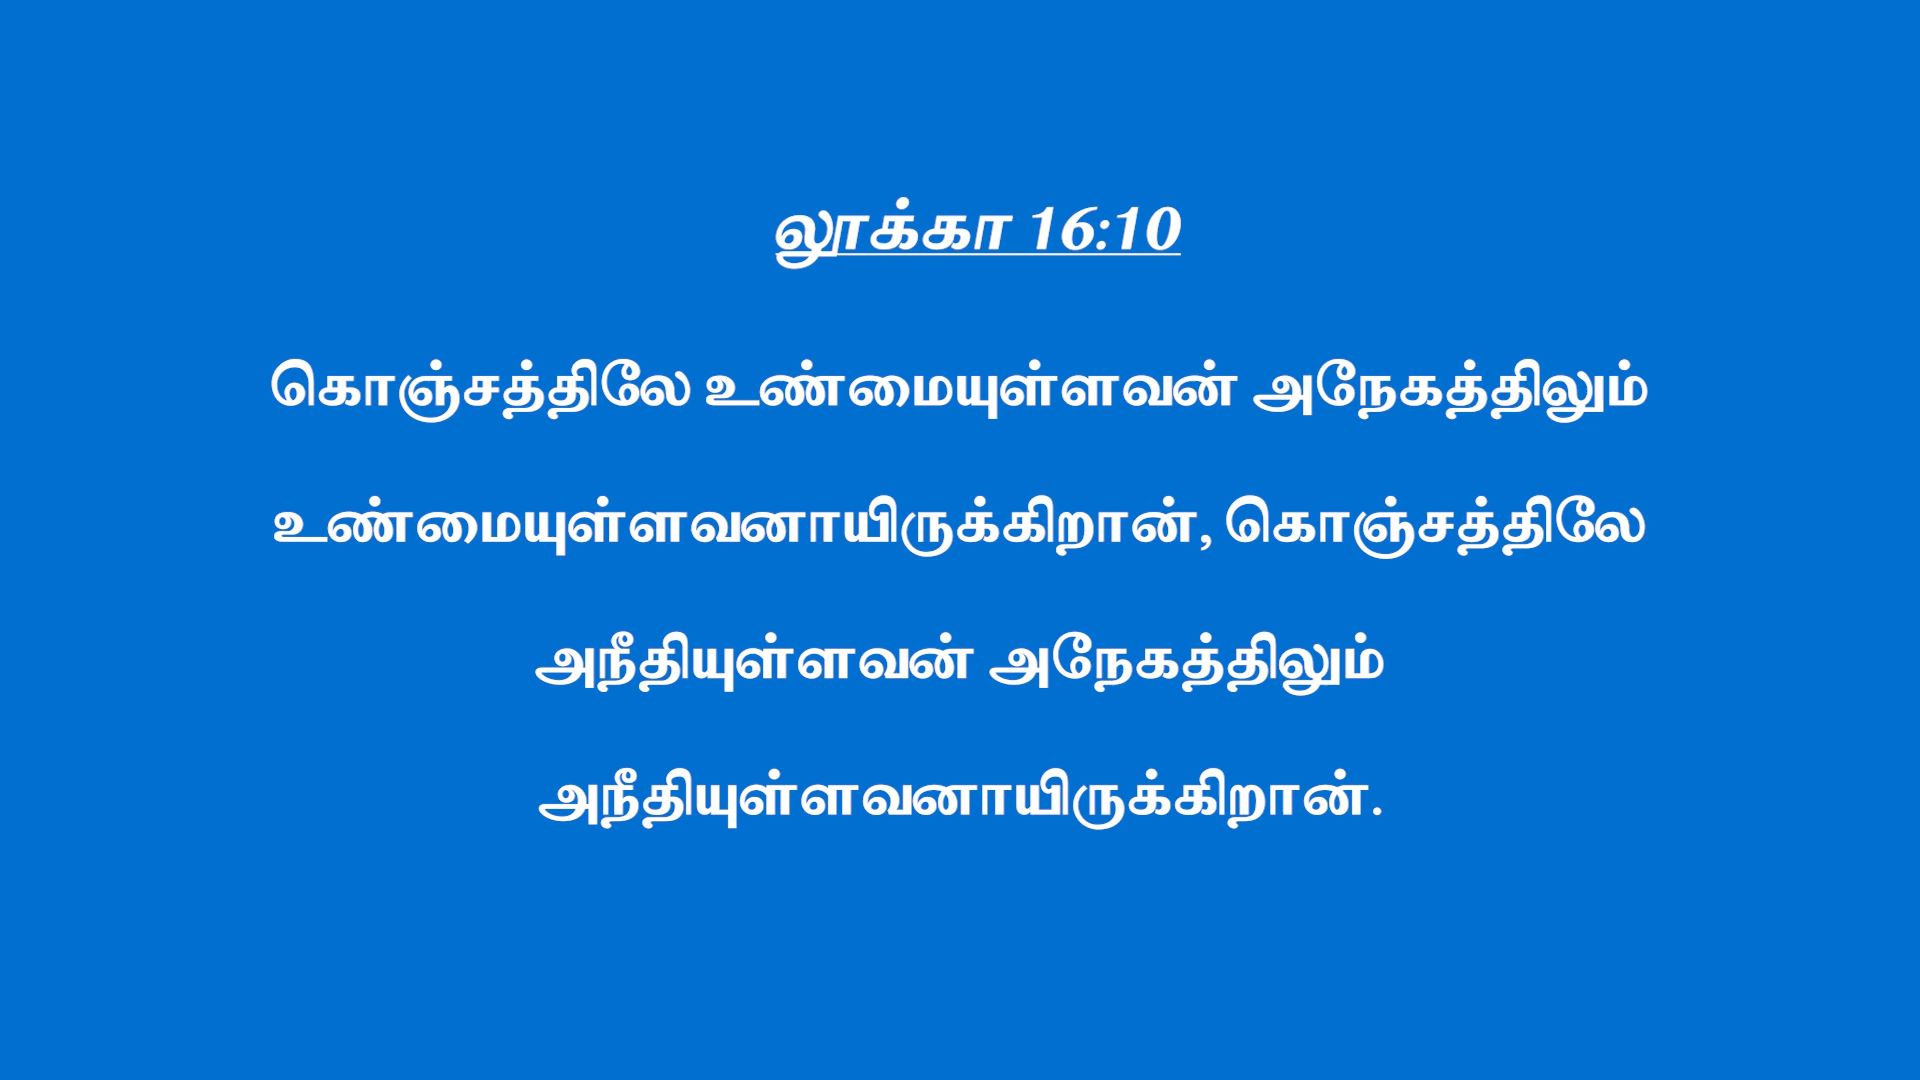 லூக்கா 16:10
கொஞ்சத்திலே உண்மையுள்ளவன் அநேகத்திலும்
உண்மையுள்ளவனாயிருக்கிறான், கொஞ்சத்திலே
அநீதியுள்ளவன் அநேகத்திலும்
அநீதியுள்ளவனாயிருக்கிறான்.